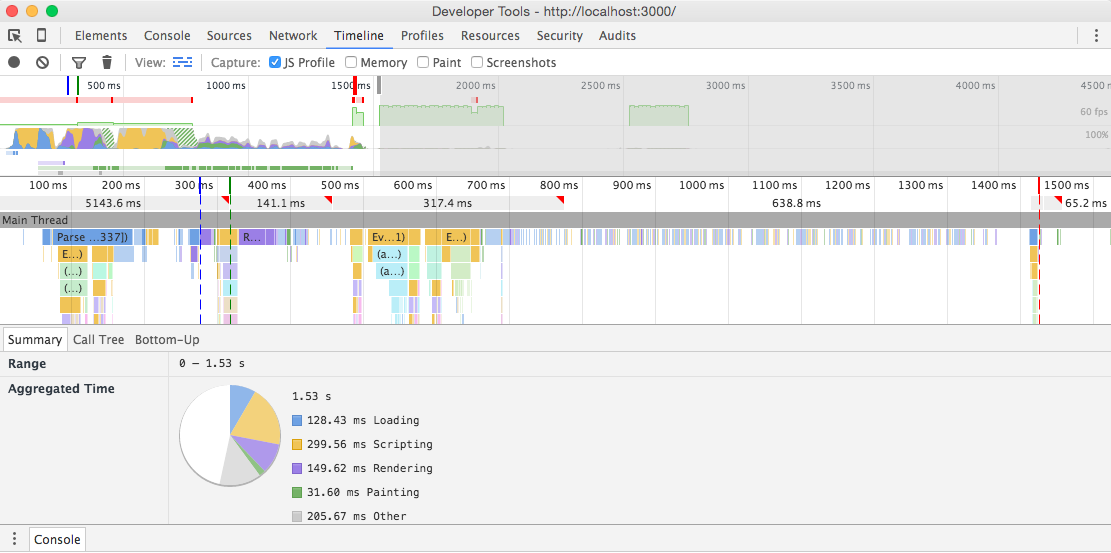 Developer Tools - http://localhost:3000/
Elements Console Sources Network Timeline Profiles Resources Security Audits
View: Capture: JS Profile Memory Paint Screenshots
500 ms 1000 ms 1500 ms 2000 ms 2500 ms 3000 ms 3500 ms 4000 ms 4500 m
60 fps
100%
100 ms 200 ms 300 ms 400 ms 500 ms 600 ms 700 ms 800 ms 900 ms 1000 ms 1100 ms 1200 ms 1300 ms 1400 ms 1500 ms
5143.6 ms 141.1 ms 317.4 ms 638.8 ms 65.2 ms
Main Thread
Parse ...337]) R... Ev...1) E...)
E...) (a...)
(...) (a...)
(...)
Summary Call Tree Bottom-Up
Range 0 – 1.53 s
Aggregated Time
1.53 s
128.43 ms Loading
299.56 ms Scripting
149.62 ms Rendering
31.60 ms Painting
205.67 ms Other
Console